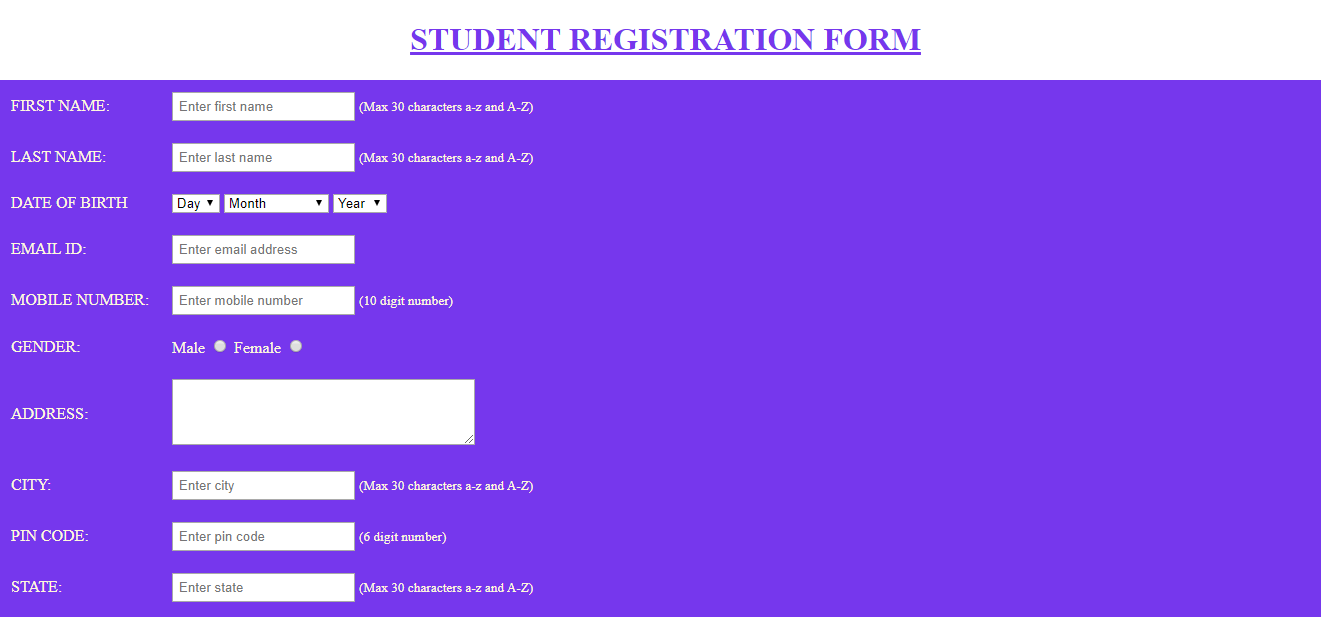 STUDENT REGISTRATION FORM
FIRST NAME: Enter first name (Max 30 characters a-z and A-Z)
LAST NAME: Enter last name (Max 30 characters a-z and A-Z)
DATE OF BIRTH Day Month Year
EMAIL ID: Enter email address
MOBILE NUMBER: Enter mobile number (10 digit number)
GENDER: Male Female
ADDRESS:
CITY: Enter city (Max 30 characters a-z and A-Z)
PIN CODE: Enter pin code (6 digit number)
STATE: Enter state (Max 30 characters a-z and A-Z)